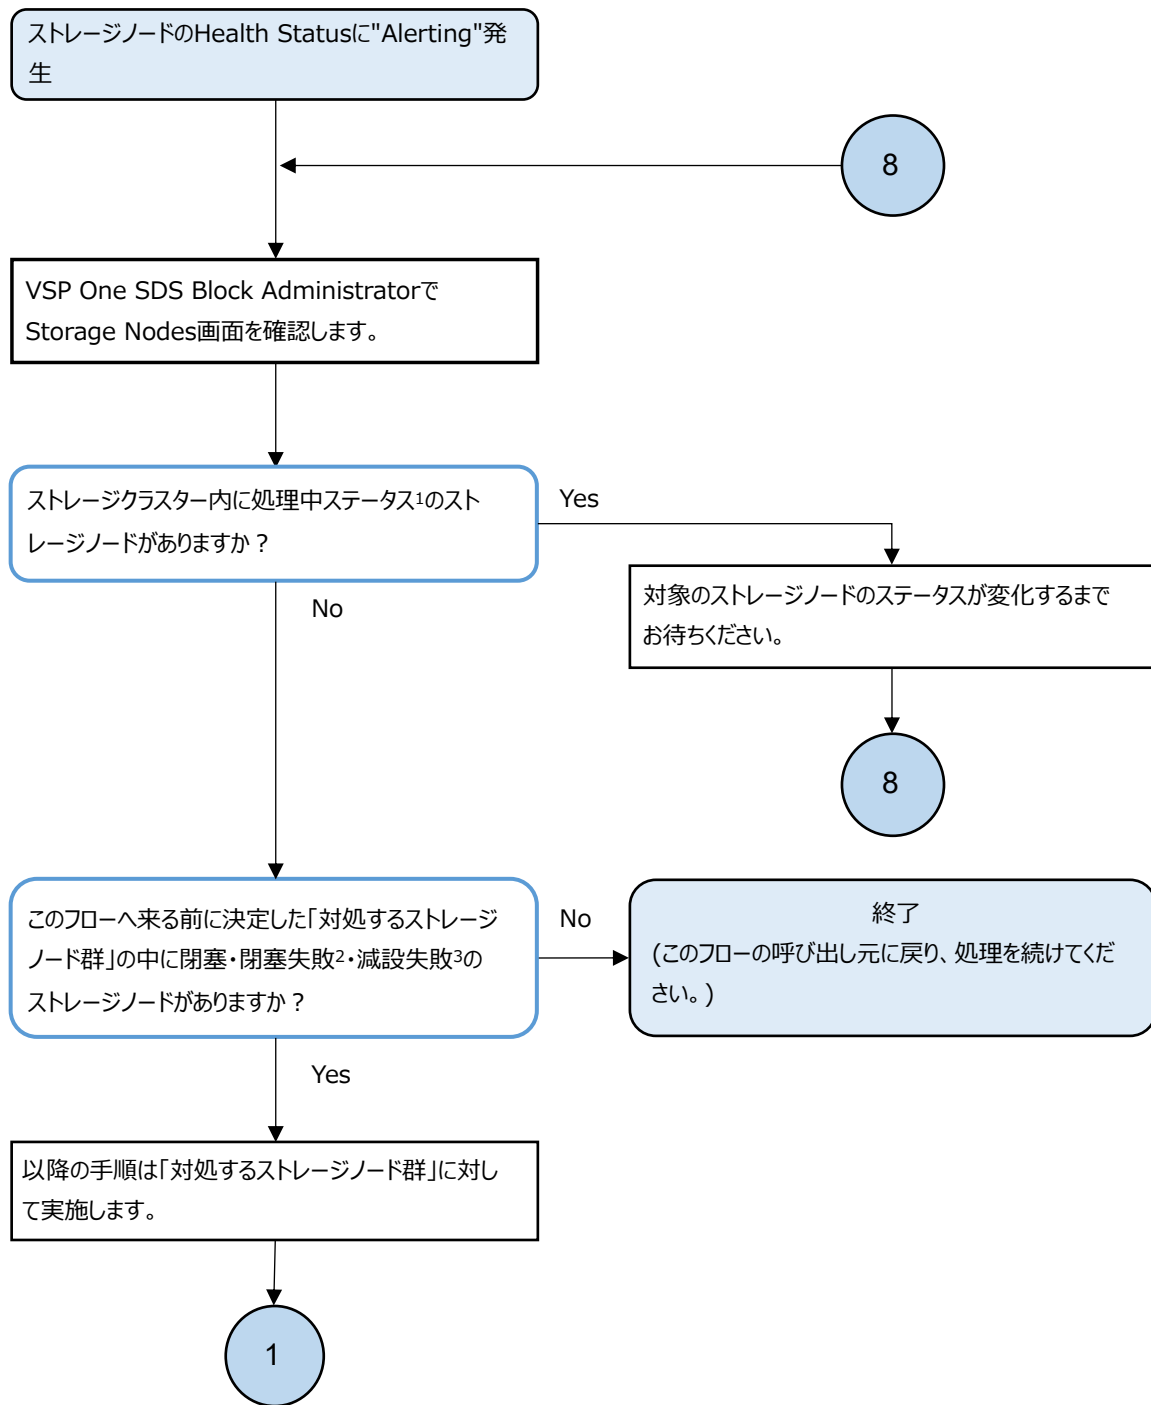 ストレージノードのHealth Statusに"Alerting"発
生
8
VSP One SDS Block Administratorで
Storage Nodes画面を確認します。
ストレージクラスター内に処理中ステータス1のスト
レージノードがありますか？
Yes
No
対象のストレージノードのステータスが変化するまで
お待ちください。
8
このフローへ来る前に決定した「対処するストレージ
ノード群」の中に閉塞・閉塞失敗2・減設失敗3の
ストレージノードがありますか？
No
終了
(このフローの呼び出し元に戻り、処理を続けてくだ
さい。)
Yes
以降の手順は「対処するストレージノード群」に対し
て実施します。
1